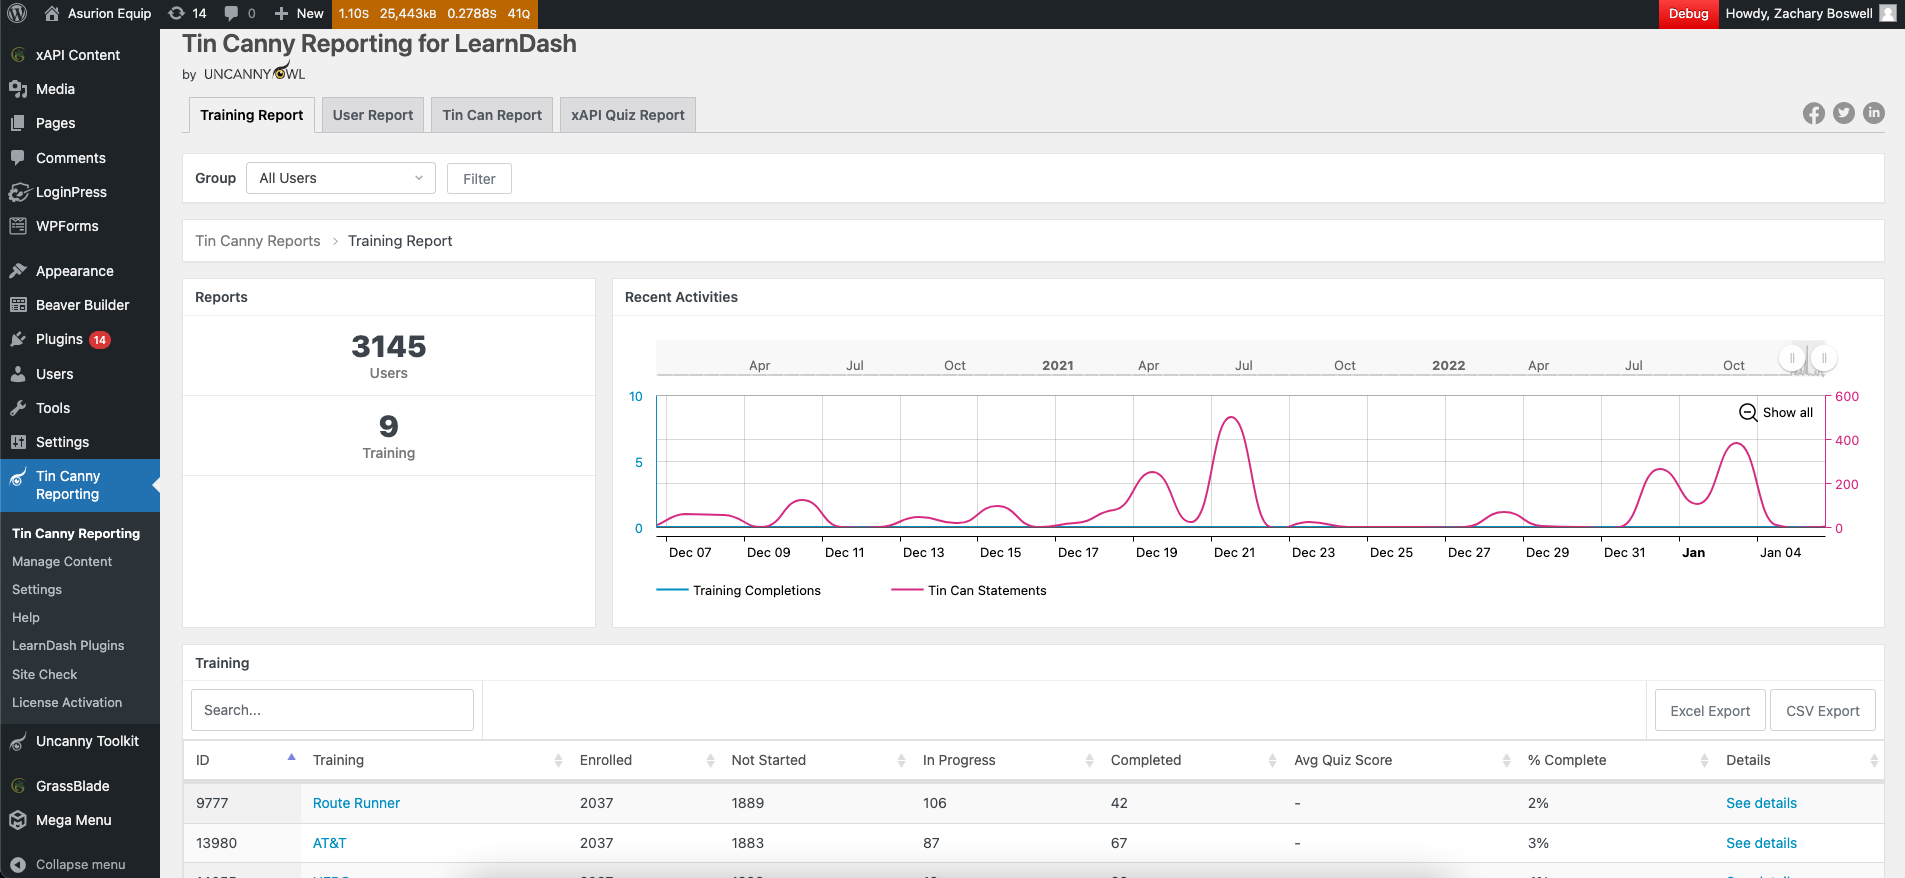 Asurion Equip 14 0 New 1.10S 25,443KB 0.2788S 41Q Debug Howdy, Zachary Boswell
xAPI Content
Media
Pages
Comments
LoginPress
WPForms
Appearance
Beaver Builder
Plugins 14
Users
Tools
Settings
Tin Canny
Reporting
Tin Canny Reporting
Manage Content
Settings
Help
LearnDash Plugins
Site Check
License Activation
Uncanny Toolkit
GrassBlade
Mega Menu
Collapse menu
Tin Canny Reporting for LearnDash
by UNCANNYOWL
Training Report User Report Tin Can Report xAPI Quiz Report
Group All Users Filter
Tin Canny Reports > Training Report
Reports
3145
Users
9
Training
Recent Activities
Apr Jul Oct 2021 Apr Jul Oct 2022 Apr Jul Oct
10 600
Show all
400
5
200
0 0
Dec 07 Dec 09 Dec 11 Dec 13 Dec 15 Dec 17 Dec 19 Dec 21 Dec 23 Dec 25 Dec 27 Dec 29 Dec 31 Jan Jan 04
Training Completions Tin Can Statements
Training
Search... Excel Export CSV Export
ID Training Enrolled Not Started In Progress Completed Avg Quiz Score % Complete Details
9777 Route Runner 2037 1889 106 42 - 2% See details
13980 AT&T 2037 1883 87 67 - 3% See details